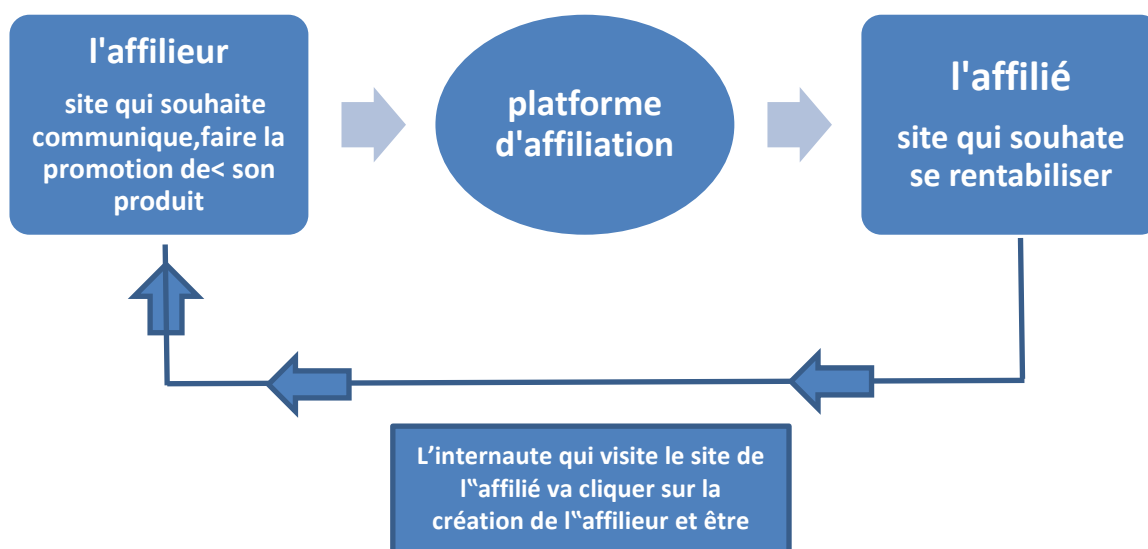 l'affilieur
site qui souhaite
communique,faire la
promotion de< son
produit
platforme
d'affiliation
l'affilié
site qui souhate
se rentabiliser
L’internaute qui visite le site de
l‟affilié va cliquer sur la
création de l‟affilieur et être